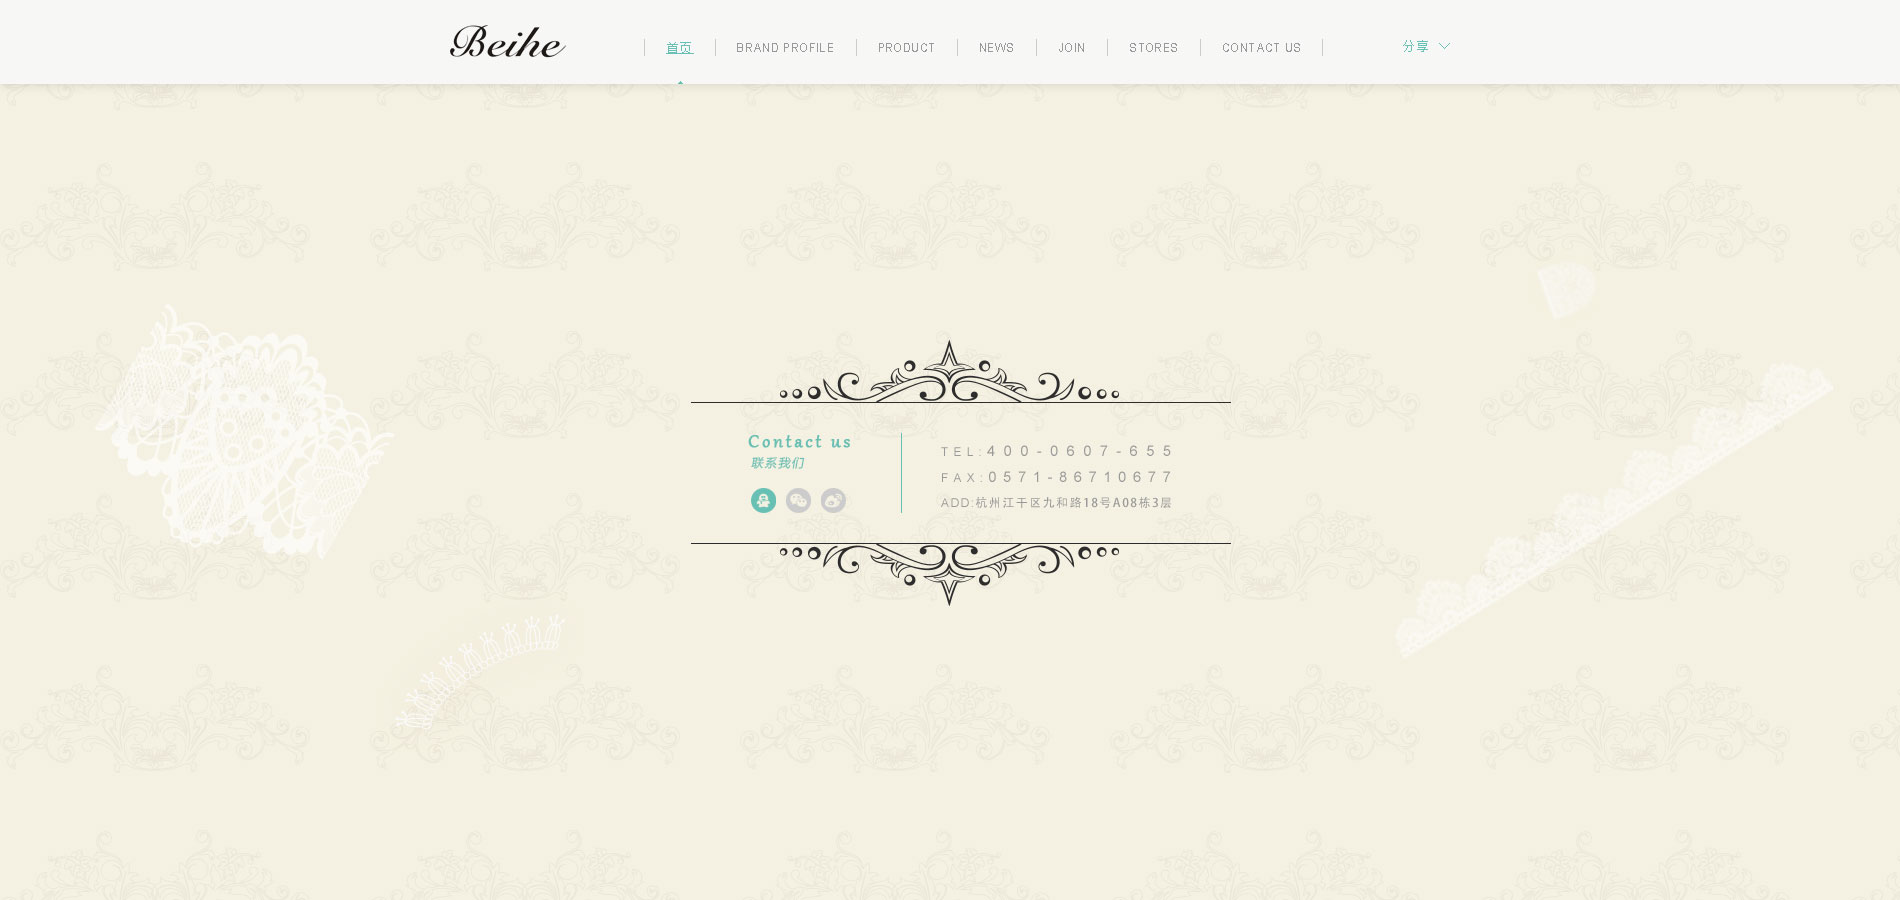 Beihe
首页
BRAND PROFILE
PRODUCT
NEWS
JOIN
STORES
CONTACT US
分享
Contact us
联系我们
TEL:400-0607-655
FAX:0571-86710677
ADD:杭州江干区九和路18号A08栋3层